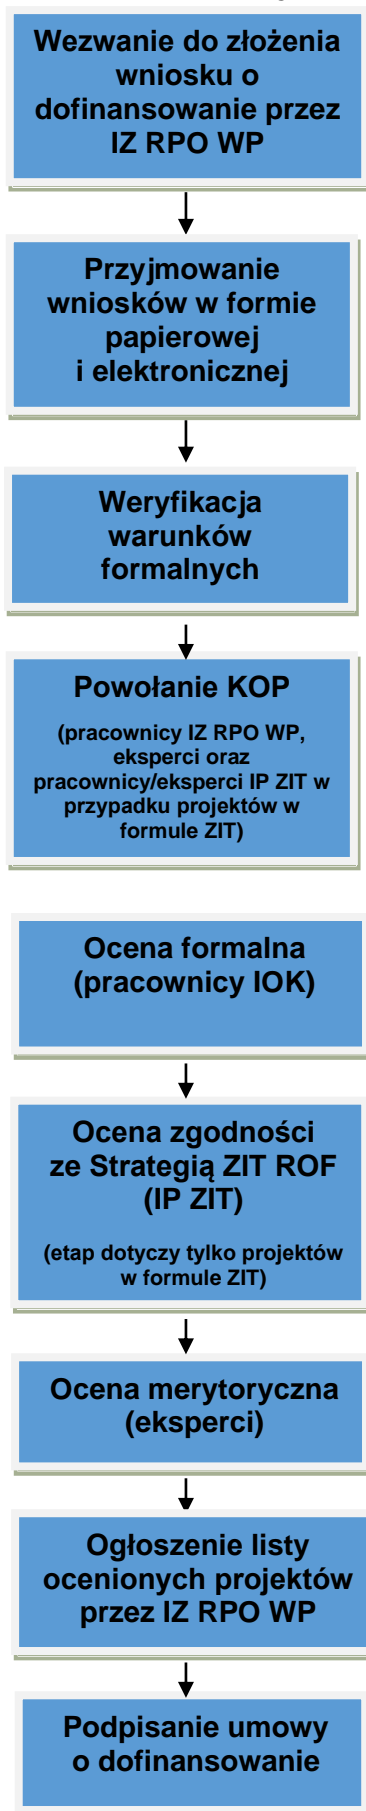 Wezwanie do złożenia
wniosku o
dofinansowanie przez
IZ RPO WP
Przyjmowanie
wniosków w formie
papierowej
i elektronicznej
Weryfikacja
warunków
formalnych
Powołanie KOP
(pracownicy IZ RPO WP,
eksperci oraz
pracownicy/eksperci IP ZIT w
przypadku projektów w
formule ZIT)
Ocena formalna
(pracownicy IOK)
Ocena zgodności
ze Strategią ZIT ROF
(IP ZIT)
(etap dotyczy tylko projektów
w formule ZIT)
Ocena merytoryczna
(eksperci)
Ogłoszenie listy
ocenionych projektów
przez IZ RPO WP
Podpisanie umowy
o dofinansowanie